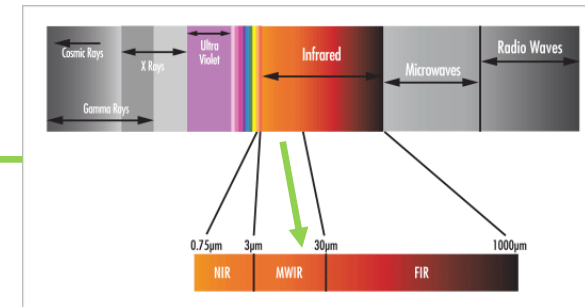 Cosmic Rays
X Rays
Gamma Rays
Ultra
Violet
Infrared
Microwaves
Radio Waves
0.75µm
3µm
30µm
1000µm
NIR
MWIR
FIR